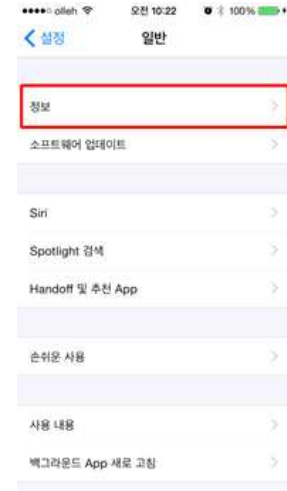 olleh 오전 10:22 100%
설정 일반
정보
소프트웨어 업데이트
Siri
Spotlight 검색
Handoff 및 추천 App
손쉬운 사용
사용 내용
백그라운드 App 새로 고침